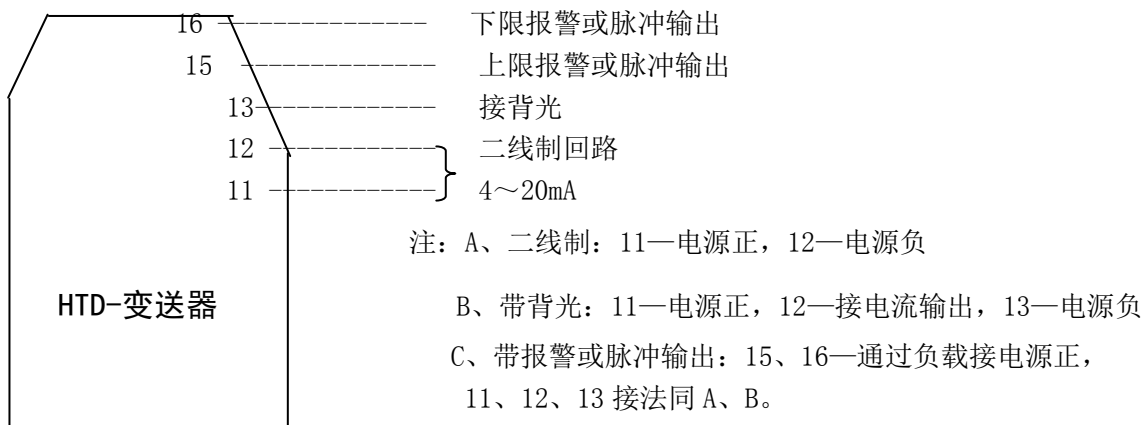 16 下限报警或脉冲输出
15 上限报警或脉冲输出
13 接背光
12 二线制回路
11 4～20mA
注：A、二线制：11—电源正，12—电源负
HTD-变送器
B、带背光：11—电源正，12—接电流输出，13—电源负
C、带报警或脉冲输出：15、16—通过负载接电源正，
11、12、13 接法同 A、B。